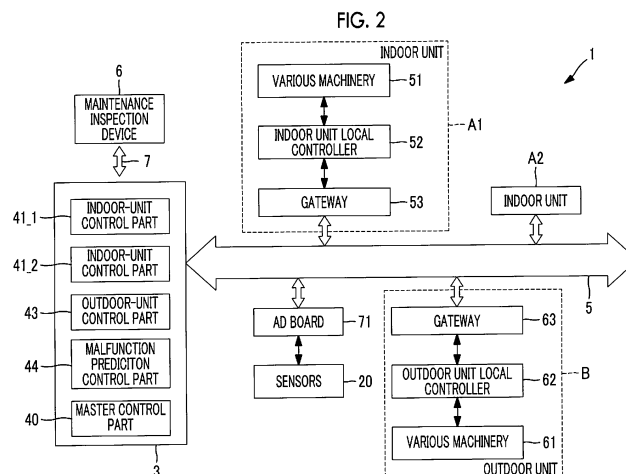 FIG. 2
INDOOR UNIT
1
6
MAINTENANCE
INSPECTION
DEVICE
7
VARIOUS MACHINERY
51
INDOOR UNIT LOCAL
CONTROLLER
52
A1
GATEWAY
53
A2
INDOOR UNIT
41_1
INDOOR-UNIT
CONTROL PART
41_2
INDOOR-UNIT
CONTROL PART
43
OUTDOOR-UNIT
CONTROL PART
44
MALFUNCTION
PREDICITON
CONTROL PART
40
MASTER CONTROL
PART
3
5
AD BOARD
71
SENSORS
20
GATEWAY
63
OUTDOOR UNIT LOCAL
CONTROLLER
62
B
VARIOUS MACHINERY
61
OUTDOOR UNIT